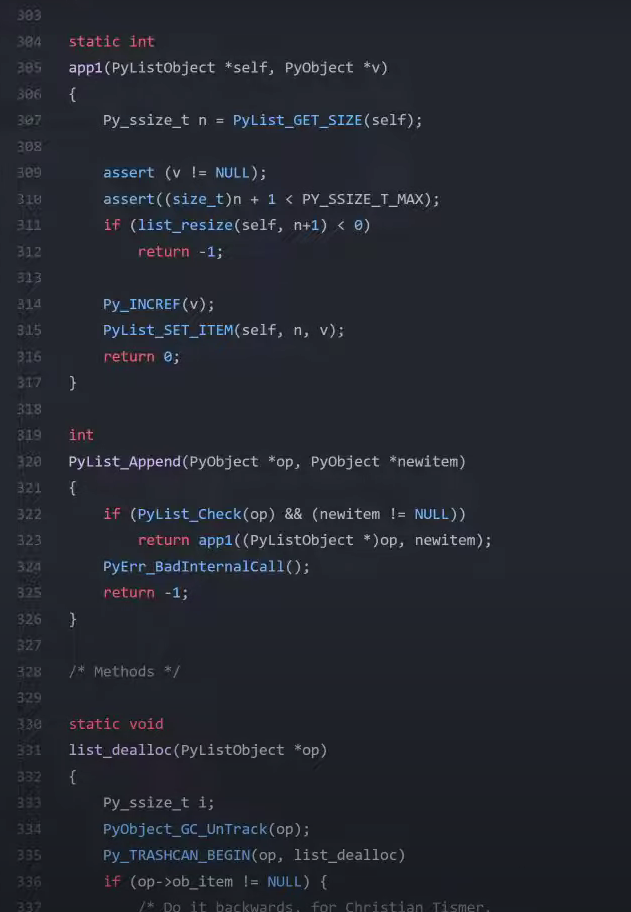 303
304 static int
305 app1(PyListObject *self, PyObject *v)
306 {
307     Py_ssize_t n = PyList_GET_SIZE(self);
308
309     assert (v != NULL);
310     assert((size_t)n + 1 < PY_SSIZE_T_MAX);
311     if (list_resize(self, n+1) < 0)
312         return -1;
313
314     Py_INCREF(v);
315     PyList_SET_ITEM(self, n, v);
316     return 0;
317 }
318
319 int
320 PyList_Append(PyObject *op, PyObject *newitem)
321 {
322     if (PyList_Check(op) && (newitem != NULL))
323         return app1((PyListObject *)op, newitem);
324     PyErr_BadInternalCall();
325     return -1;
326 }
327
328 /* Methods */
329
330 static void
331 list_dealloc(PyListObject *op)
332 {
333     Py_ssize_t i;
334     PyObject_GC_UnTrack(op);
335     Py_TRASHCAN_BEGIN(op, list_dealloc)
336     if (op->ob_item != NULL) {
337         /* Do it backwards, for Christian Tismer.